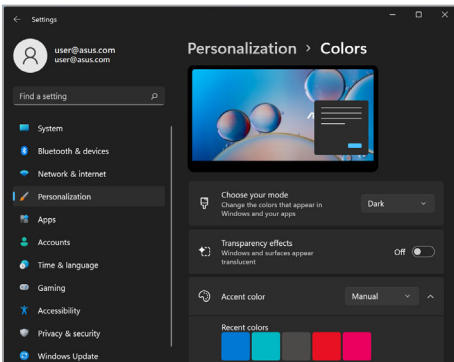 Settings
user@asus.com
user@asus.com
Find a setting
System
Bluetooth & devices
Network & internet
Personalization
Apps
Accounts
Time & language
Gaming
Accessibility
Privacy & security
Windows Update
Personalization > Colors
Choose your mode
Change the colors that appear in
Windows and your apps
Dark
Transparency effects
Windows and surfaces appear
translucent
Off
Accent color
Manual
Recent colors